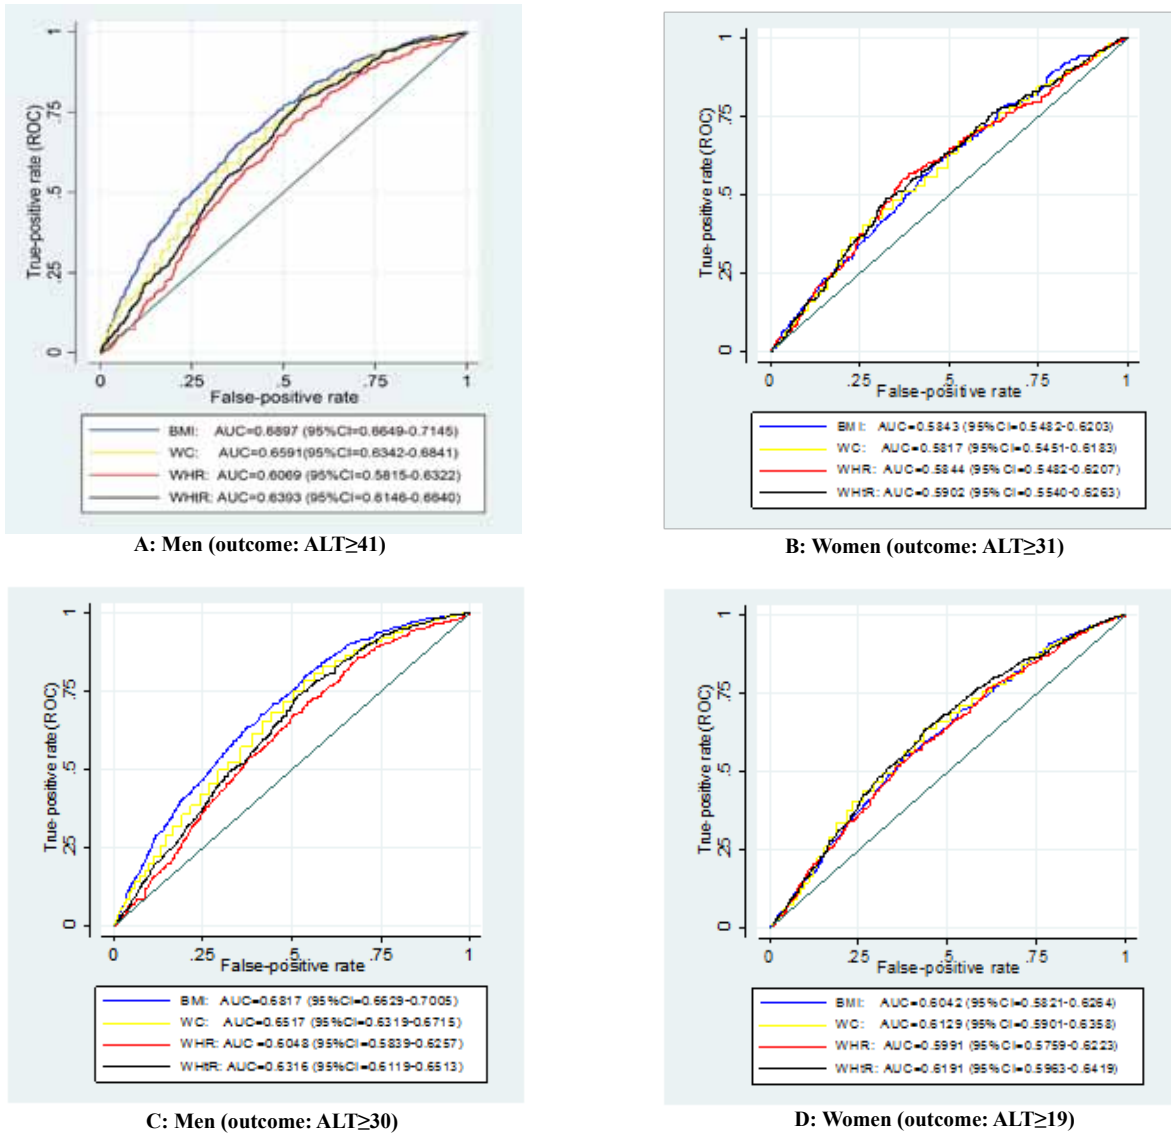 True-positive rate (ROC)
1
.75
.5
.25
0
0 .25 .5 .75 1
False-positive rate
BMI: AUC=0.6897 (95%CI=0.6649-0.7145)
WC: AUC=0.6591(95%CI=0.6342-0.6841)
WHR: AUC=0.6069 (95%CI=0.5815-0.6322)
WHtR: AUC=0.6393 (95%CI=0.6146-0.6640)
A: Men (outcome: ALT≥41)
True-positive rate (ROC)
1
.75
.5
.25
0
0 .25 .5 .75 1
False-positive rate
BMI: AUC=0.5843 (95%CI=0.5482-0.6203)
WC: AUC=0.5817 (95%CI=0.5451-0.6183)
WHR: AUC=0.5844 (95% CI=0.5482-0.6207)
WHtR: AUC=0.5902 (95% CI=0.5540-0.6263)
B: Women (outcome: ALT≥31)
True-positive rate (ROC)
1
.75
.5
.25
0
0 .25 .5 .75 1
False-positive rate
BMI: AUC=0.6817 (95%CI=0.6629-0.7005)
WC: AUC=0.6517 (95%CI=0.6319-0.6715)
WHR: AUC=0.6048 (95%CI=0.5839-0.6257)
WHtR: AUC=0.6316 (95%CI=0.6119-0.6513)
C: Men (outcome: ALT≥30)
True-positive rate (ROC)
1
.75
.5
.25
0
0 .25 .5 .75 1
False-positive rate
BMI: AUC=0.6042 (95%CI=0.5821-0.6264)
WC: AUC=0.6129 (95% CI=0.5901-0.6358)
WHR: AUC=0.5991 (95%CI=0.5759-0.6223)
WHtR: AUC=0.6191 (95%CI=0.5963-0.6419)
D: Women (outcome: ALT≥19)